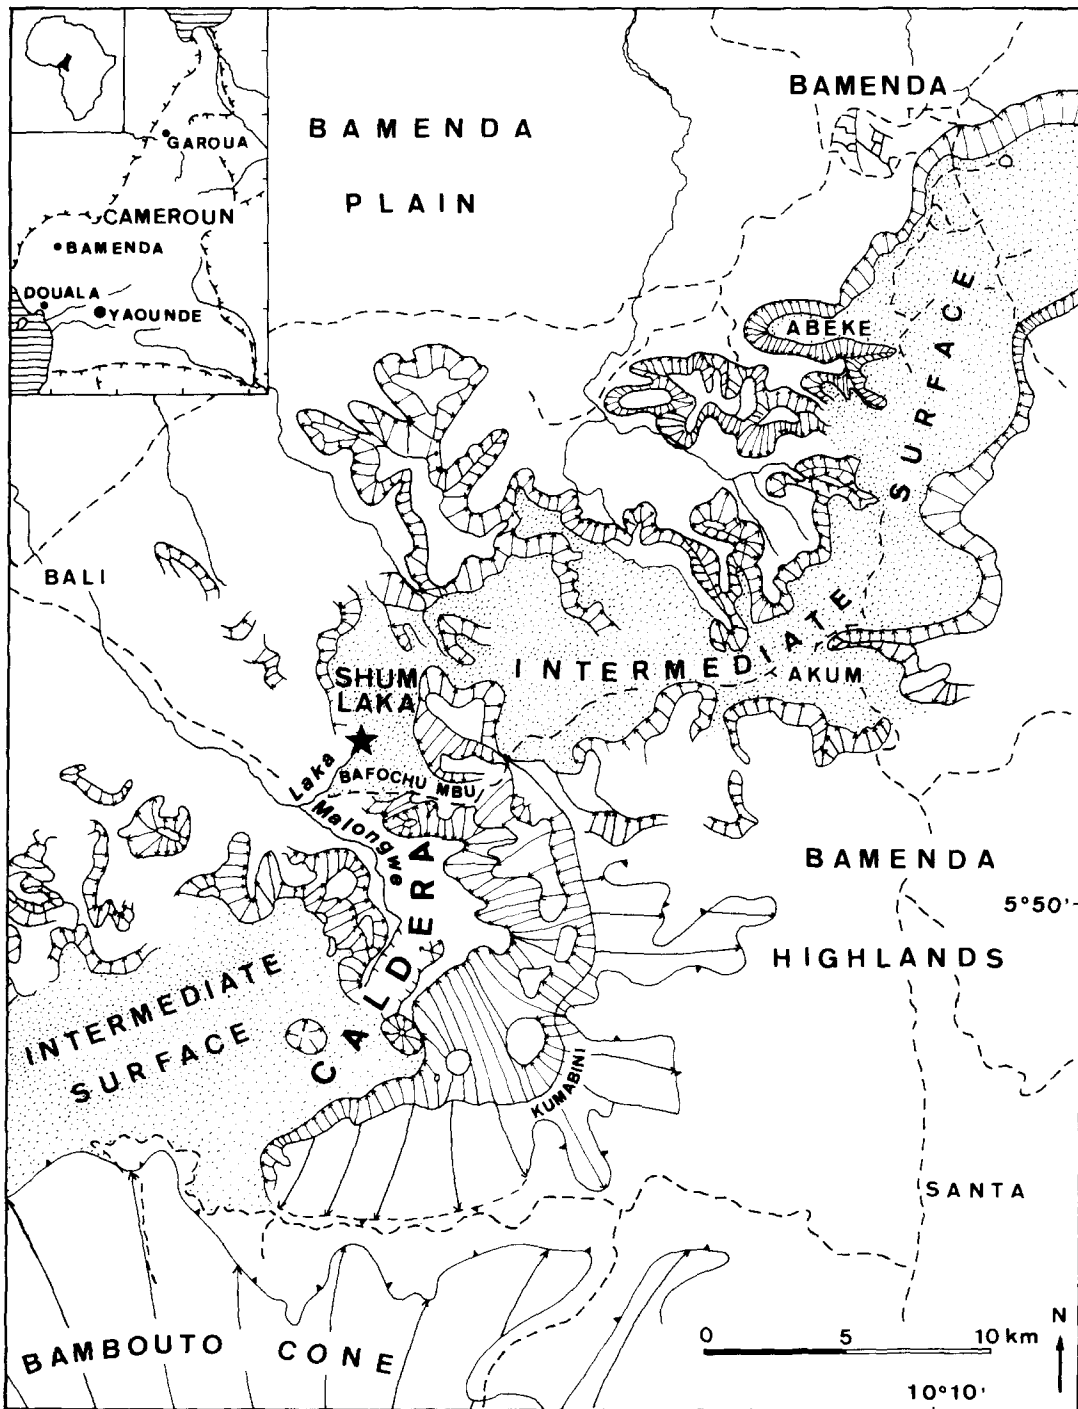 GAROUA
CAMEROUN
BAMENDA
DOUALA
YAOUNDE
BAMENDA
PLAIN
BAMENDA
ABEKE
SURFACE
INTERMEDIATE
AKUM
BALI
SHUM
LAKA
Laka
BAFOCHU MBU
Malongwe
CALDERA
BAMENDA
HIGHLANDS
5°50'
INTERMEDIATE
SURFACE
KUMABINI
SANTA
BAMBOUTO CONE
0 5 10 km
N
10°10'